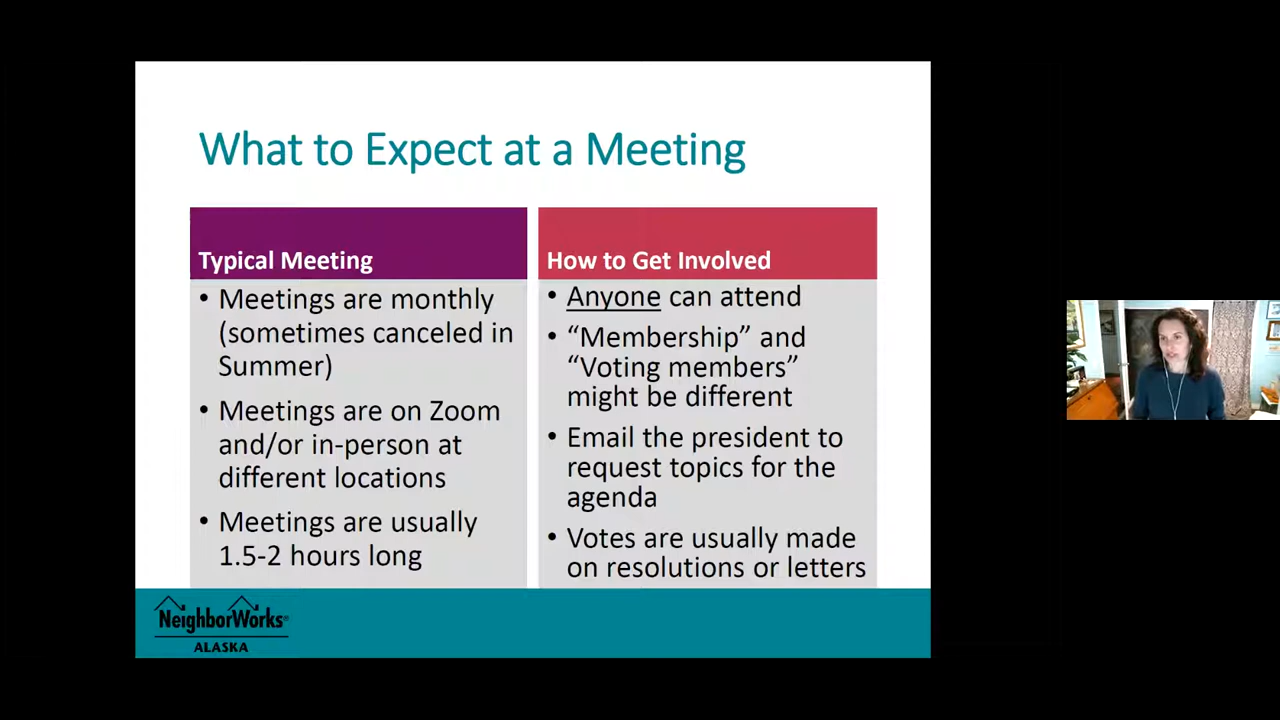 What to Expect at a Meeting
Typical Meeting
• Meetings are monthly
(sometimes canceled in
Summer)
• Meetings are on Zoom
and/or in-person at
different locations
• Meetings are usually
1.5-2 hours long
How to Get Involved
• Anyone can attend
• “Membership” and
“Voting members”
might be different
• Email the president to
request topics for the
agenda
• Votes are usually made
on resolutions or letters
NeighborWorks®
ALASKA